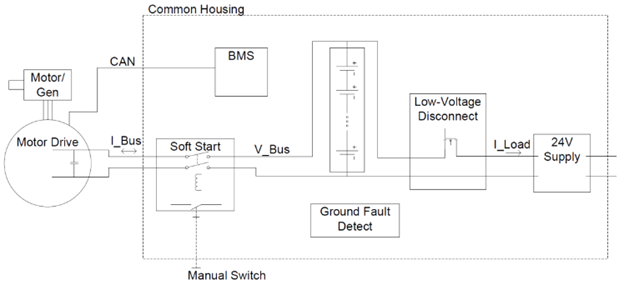 Common Housing
CAN
BMS
Motor/
Gen
Low-Voltage
Disconnect
Motor Drive
I_Bus
Soft Start
V_Bus
I_Load
24V
Supply
Ground Fault
Detect
Manual Switch